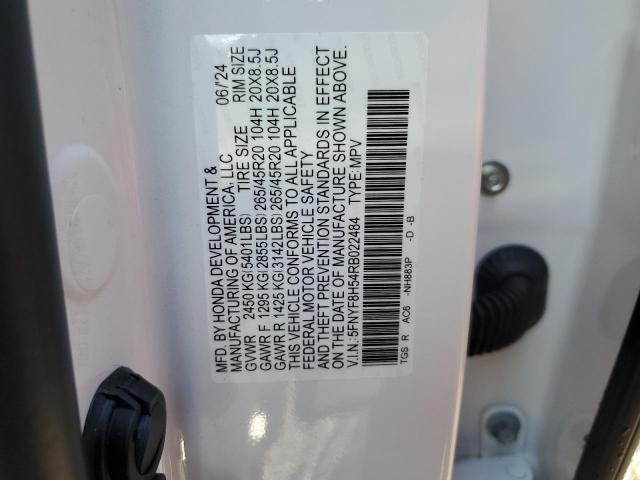 MFD BY HONDA DEVELOPMENT & 06/'24
MANUFACTURING OF AMERICA, LLC
TIRE SIZE RIM SIZE
GVWR 2450 KG(5401LBS)
GAWR F 1295 KG(2855LBS) 265/45R20 104H 20X8.5J
GAWR R 1425 KG(3142LBS) 265/45R20 104H 20X8.5J
THIS VEHICLE CONFORMS TO ALL APPLICABLE
FEDERAL MOTOR VEHICLE SAFETY
AND THEFT PREVENTION STANDARDS IN EFFECT
ON THE DATE OF MANUFACTURE SHOWN ABOVE.
V.I.N.: 5FNYF8H54RB022484 TYPE: MPV
TGS R AC6 -NH883P -D -B